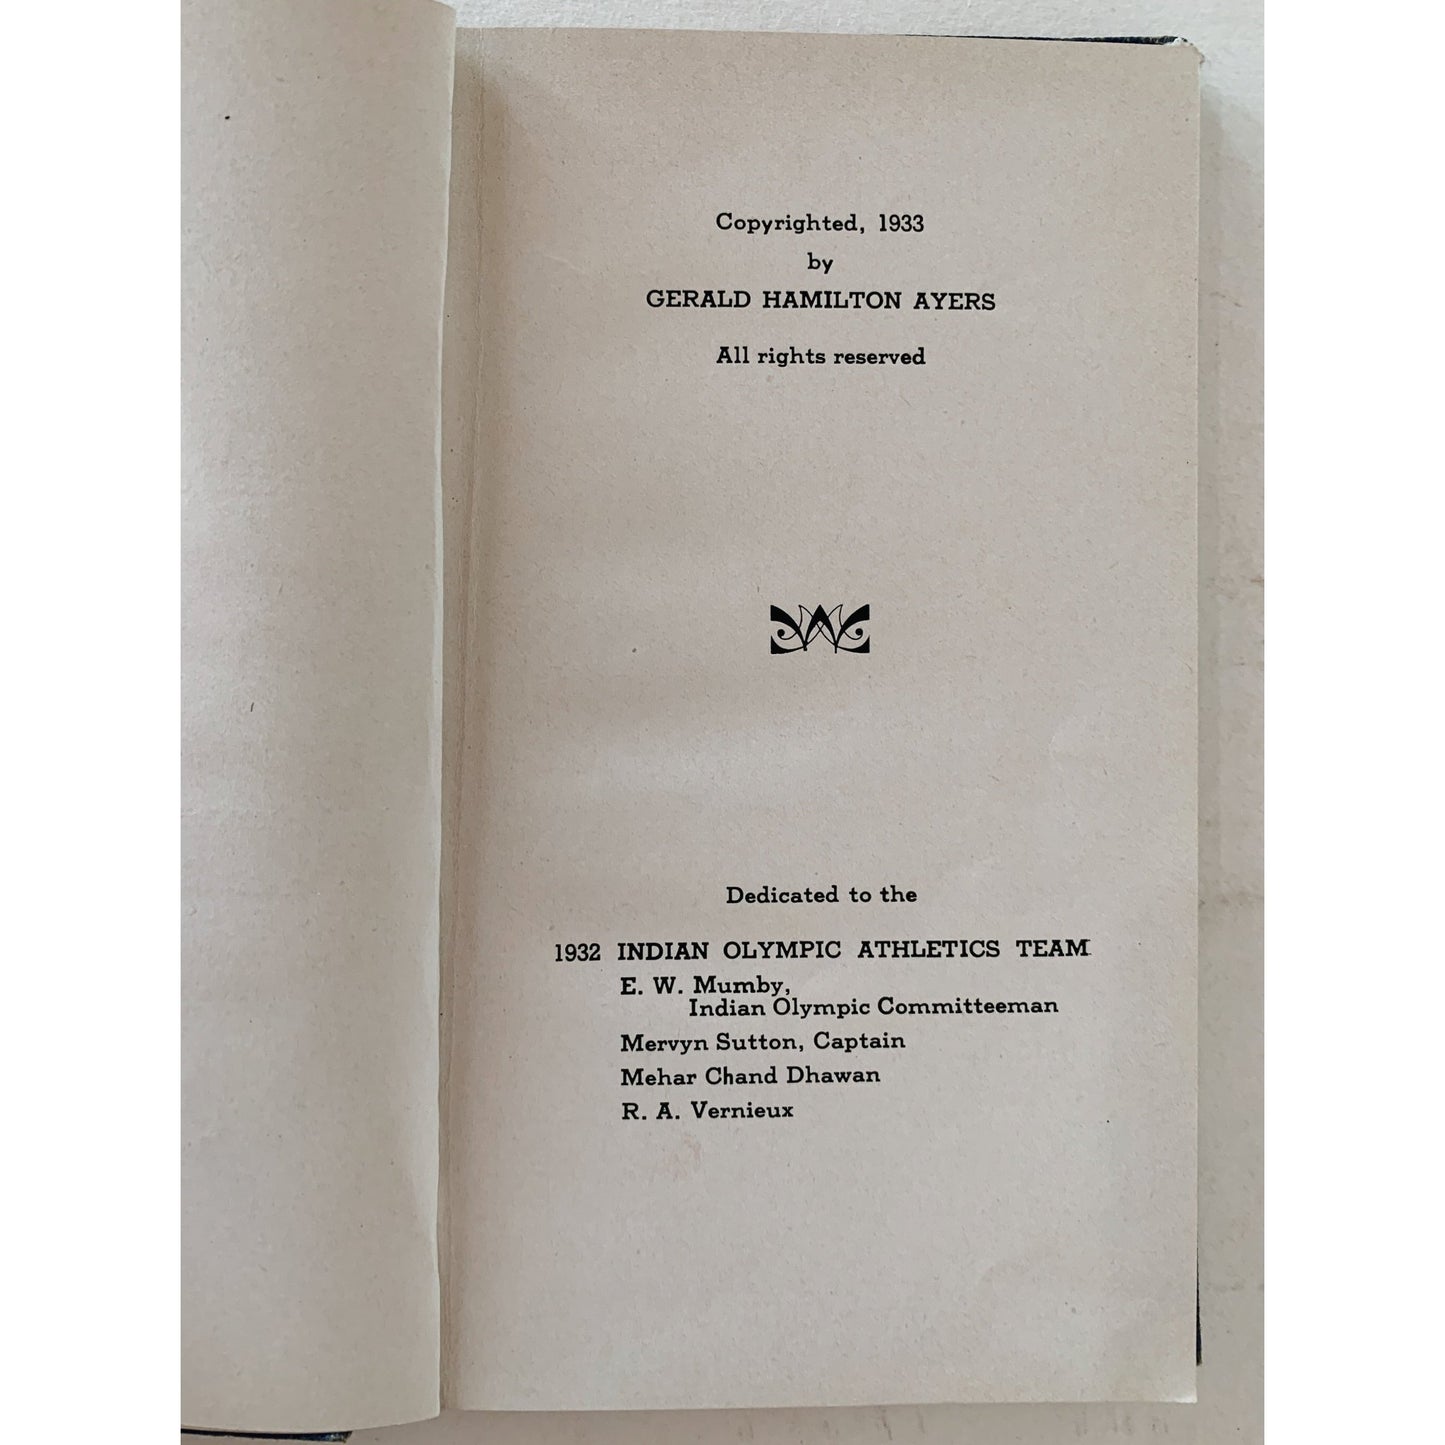 Copyrighted, 1933
by
GERALD HAMILTON AYERS
All rights reserved
Dedicated to the
1932 INDIAN OLYMPIC ATHLETICS TEAM
E. W. Mumby,
Indian Olympic Committeeman
Mervyn Sutton, Captain
Mehar Chand Dhawan
R. A. Vernieux